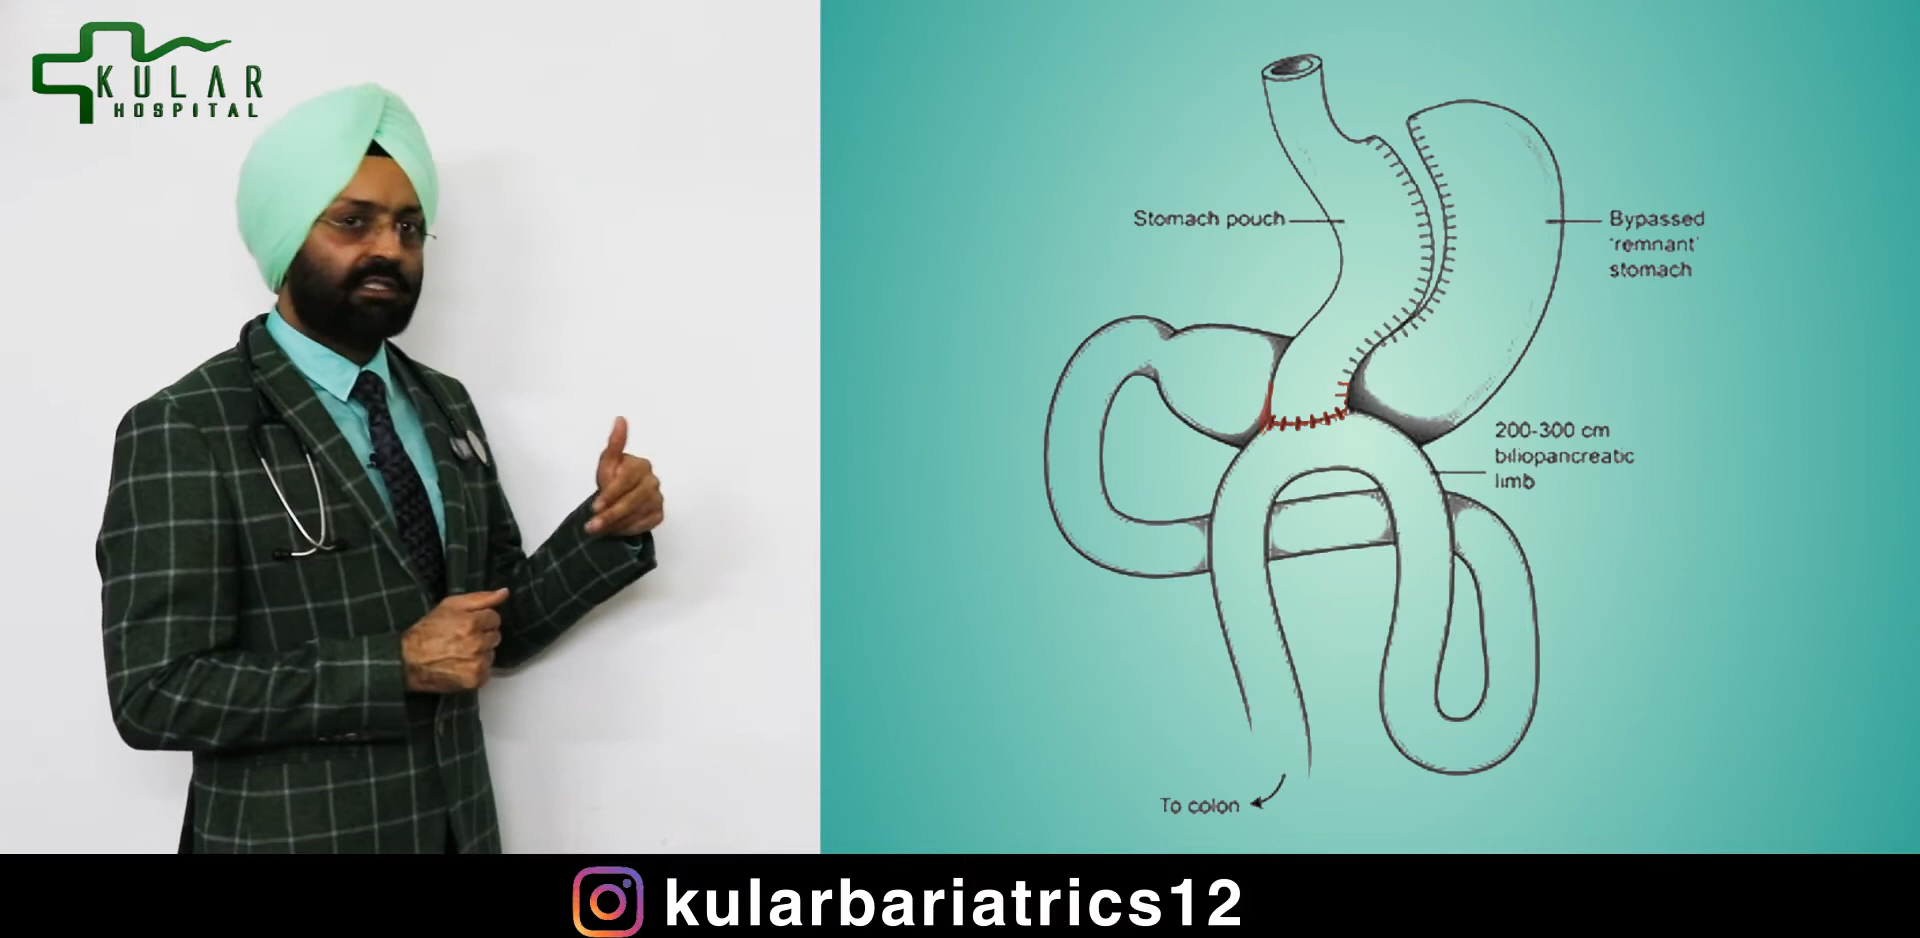 KULAR
HOSPITAL
Stomach pouch
Bypassed
'remnant'
stomach
200-300 cm
biliopancreatic
limb
To colon
kularbariatrics12